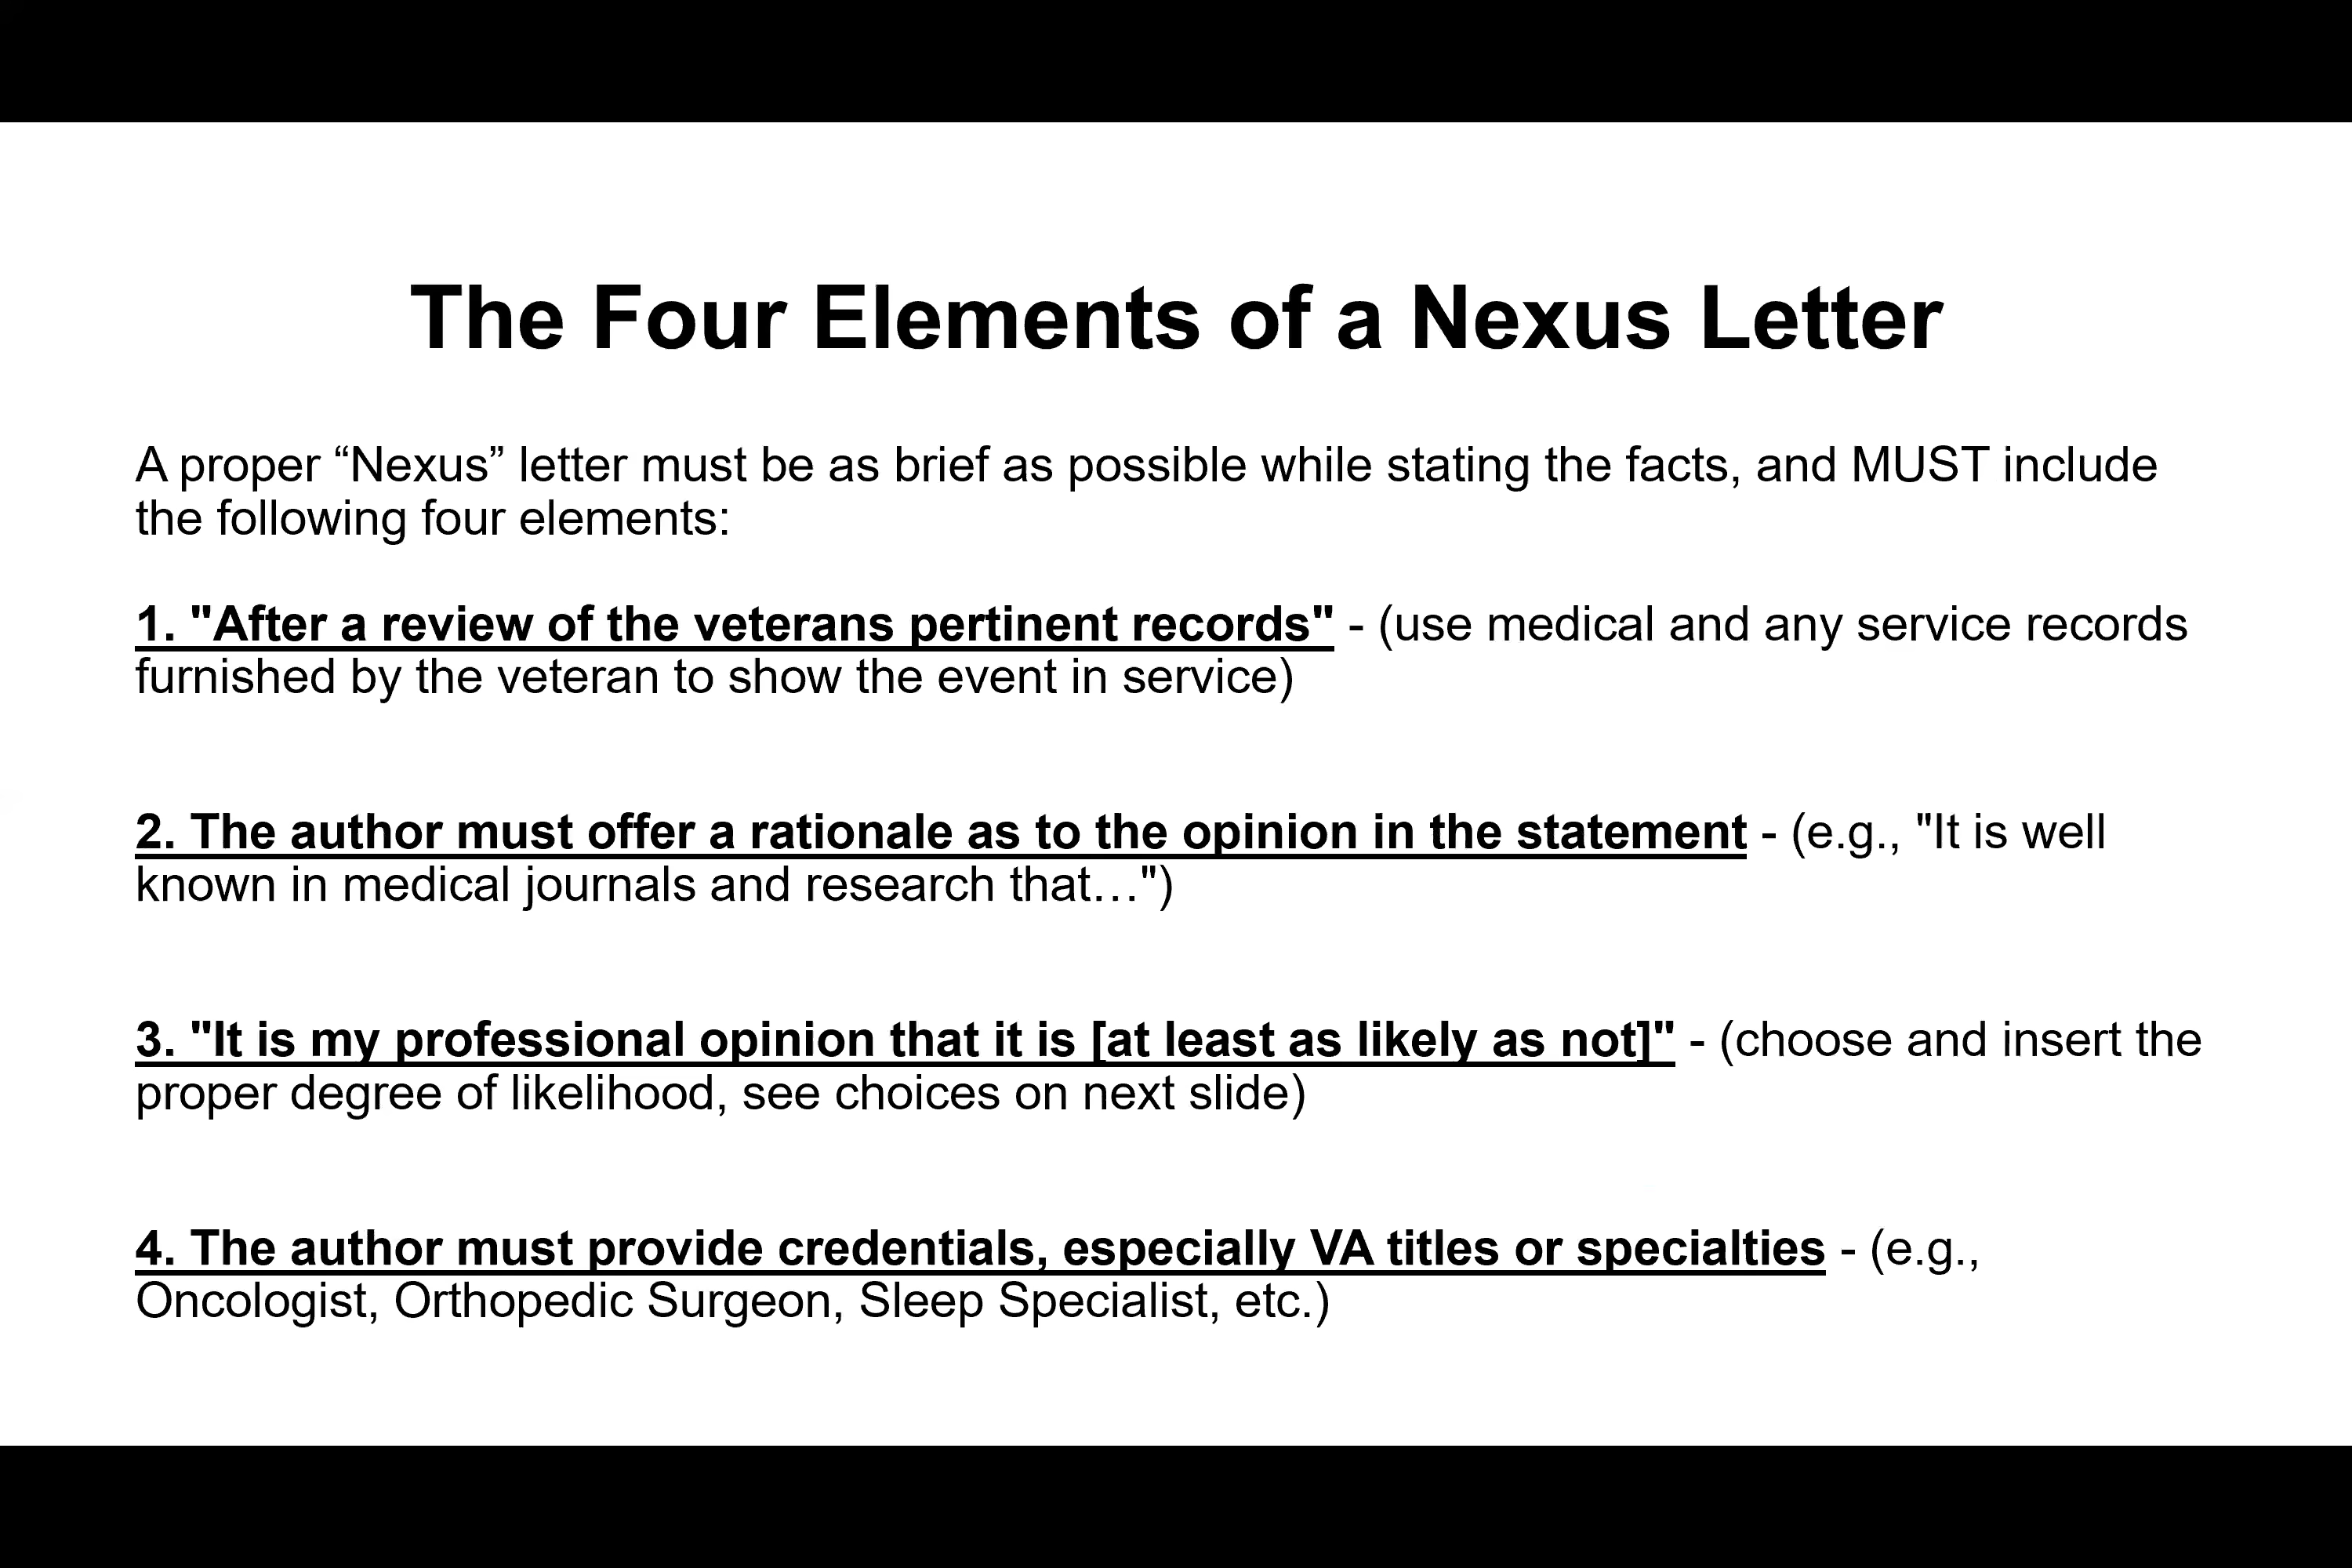 The Four Elements of a Nexus Letter
A proper “Nexus” letter must be as brief as possible while stating the facts, and MUST include
the following four elements:
1. "After a review of the veterans pertinent records" - (use medical and any service records
furnished by the veteran to show the event in service)
2. The author must offer a rationale as to the opinion in the statement - (e.g., "It is well
known in medical journals and research that…")
3. "It is my professional opinion that it is [at least as likely as not]" - (choose and insert the
proper degree of likelihood, see choices on next slide)
4. The author must provide credentials, especially VA titles or specialties - (e.g.,
Oncologist, Orthopedic Surgeon, Sleep Specialist, etc.)